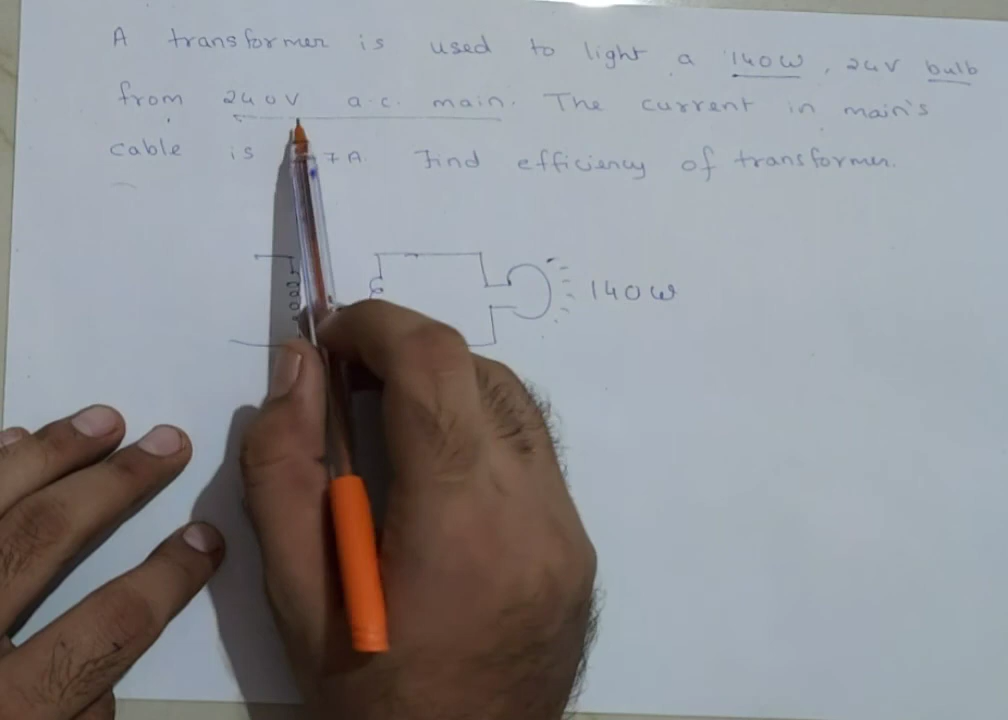 A transformer is used to light a 140W, 24V bulb
from 240V a.c. main. The current in main's
cable is 7A. Find efficiency of transformer.
140W